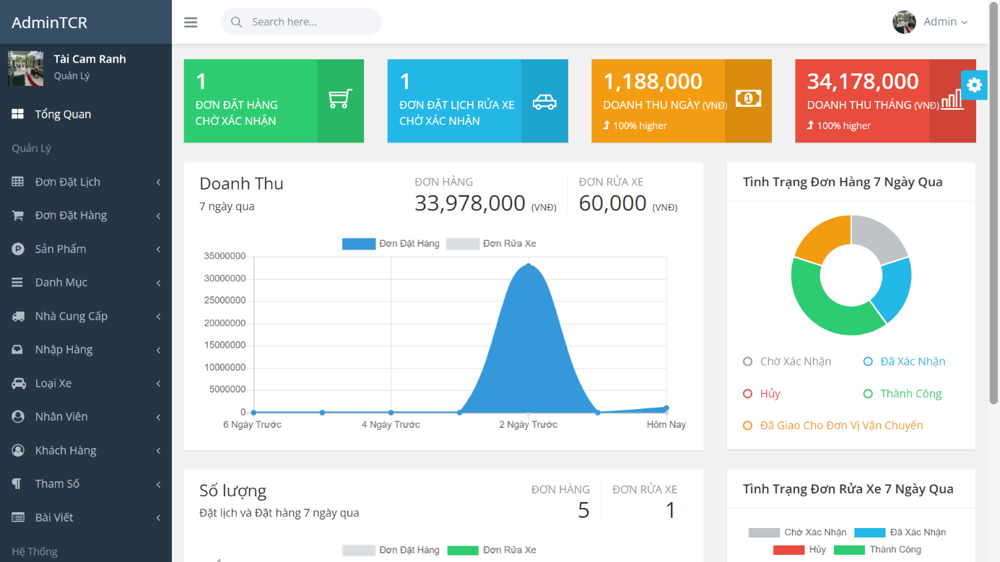 AdminTCR
Search here...
Admin
Tài Cam Ranh
Quản Lý
Tổng Quan
Quản Lý
Đơn Đặt Lịch
Đơn Đặt Hàng
Sản Phẩm
Danh Mục
Nhà Cung Cấp
Nhập Hàng
Loại Xe
Nhân Viên
Khách Hàng
Tham Số
Bài Viết
Hệ Thống
1
ĐƠN ĐẶT HÀNG
CHỜ XÁC NHẬN
1
ĐƠN ĐẶT LỊCH RỬA XE
CHỜ XÁC NHẬN
1,188,000
DOANH THU NGÀY (VNĐ)
100% higher
34,178,000
DOANH THU THÁNG (VNĐ)
100% higher
Doanh Thu
7 ngày qua
ĐƠN HÀNG
33,978,000 (VNĐ)
ĐƠN RỬA XE
60,000 (VNĐ)
Đơn Đặt Hàng Đơn Rửa Xe
35000000
30000000
25000000
20000000
15000000
10000000
5000000
0
6 Ngày Trước 4 Ngày Trước 2 Ngày Trước Hôm Nay
Tình Trạng Đơn Hàng 7 Ngày Qua
Chờ Xác Nhận Đã Xác Nhận
Hủy Thành Công
Đã Giao Cho Đơn Vị Vận Chuyển
Số lượng
Đặt lịch và Đặt hàng 7 ngày qua
ĐƠN HÀNG
5
ĐƠN RỬA XE
1
Đơn Đặt Hàng Đơn Rửa Xe
4
Tình Trạng Đơn Rửa Xe 7 Ngày Qua
Chờ Xác Nhận Đã Xác Nhận
Hủy Thành Công